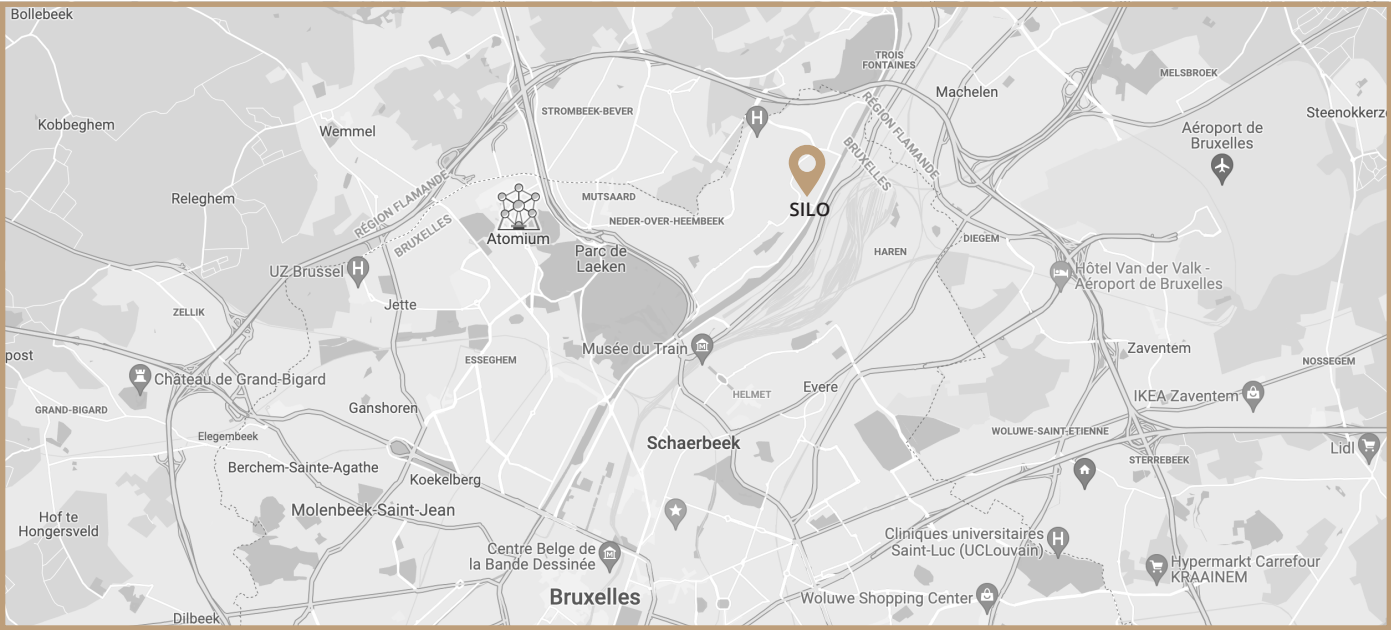 Bollebeek
TROIS
FONTAINES
MELSBROEK
Machelen
STROMBEEK-BEVER
Kobbeghem
Wemmel
H
Steenokkerz
Aéroport de
Bruxelles
RÉGION FLAMANDE
BRUXELLES
RÉGION FLAMANDE
BRUXELLES
Releghem
MUTSAARD
SILO
NEDER-OVER-HEEMBEEK
Atomium
DIEGEM
Parc de
Laeken
HAREN
UZ Brussel
H
Hôtel Van der Valk -
Aéroport de Bruxelles
Jette
ZELLIK
Musée du Train
Zaventem
post
ESSEGHEM
NOSSEGEM
Château de Grand-Bigard
Evere
HELMET
IKEA Zaventem
GRAND-BIGARD
Ganshoren
Elegembeek
WOLUWE-SAINT-ETIENNE
Schaerbeek
Lidl
Berchem-Sainte-Agathe
STERREBEEK
Koekelberg
Molenbeek-Saint-Jean
Hof te
Hongersveld
Cliniques universitaires
Saint-Luc (UCLouvain)
H
Centre Belge de
la Bande Dessinée
Hypermarkt Carrefour
KRAAINEM
Bruxelles
Woluwe Shopping Center
Dilbeek